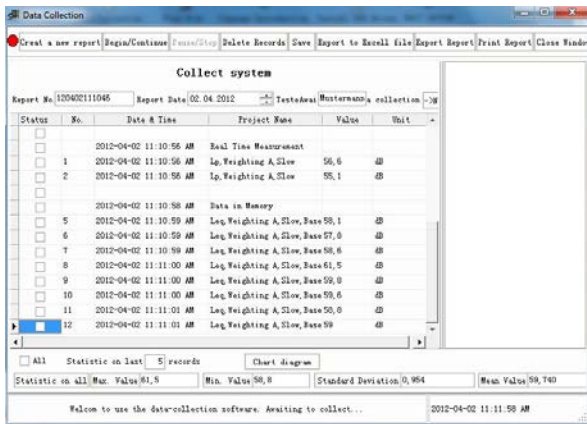 Data Collection
Creat a new report Begin/Continue Pause/Stop Delete Records Save Export to Excell file Export Report Print Report Close Window
Collect system
Report No 120402111046 Report Date 02.04.2012 Mustermann a collection
Status No. Date & Time Project Name Value Unit
2012-04-02 11:10:56 AM Real Time Measurement
1 2012-04-02 11:10:56 AM Lp, Weighting A, Slow 56,6 dB
2 2012-04-02 11:10:56 AM Lp, Weighting A, Slow 55,1 dB
2012-04-02 11:10:58 AM Data in Memory
5 2012-04-02 11:10:59 AM Leq, Weighting A, Slow, Base 58,1 dB
6 2012-04-02 11:10:59 AM Leq, Weighting A, Slow, Base 57,8 dB
7 2012-04-02 11:10:59 AM Leq, Weighting A, Slow, Base 58,6 dB
8 2012-04-02 11:11:00 AM Leq, Weighting A, Slow, Base 61,5 dB
9 2012-04-02 11:11:00 AM Leq, Weighting A, Slow, Base 59,8 dB
10 2012-04-02 11:11:00 AM Leq, Weighting A, Slow, Base 59,6 dB
11 2012-04-02 11:11:01 AM Leq, Weighting A, Slow, Base 58,8 dB
12 2012-04-02 11:11:01 AM Leq, Weighting A, Slow, Base 59 dB
All Statistic on last 5 records Chart diagram
Statistic on all Max. Value 61,5 Min. Value 58,8 Standard Deviation 0,954 Mean Value 59,740
Welcom to use the data-collection software. Awaiting to collect... 2012-04-02 11:11:58 AM